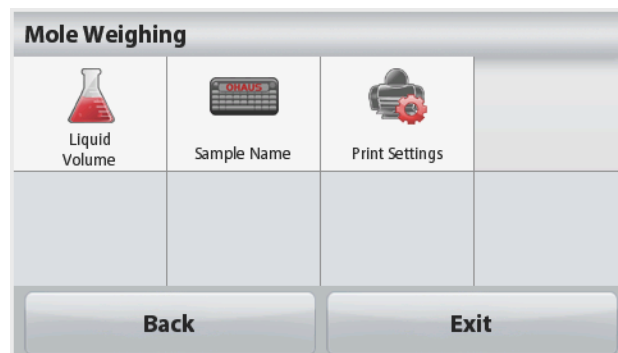 Mole Weighing
OHAUS
Liquid
Volume
Sample Name
Print Settings
Back
Exit